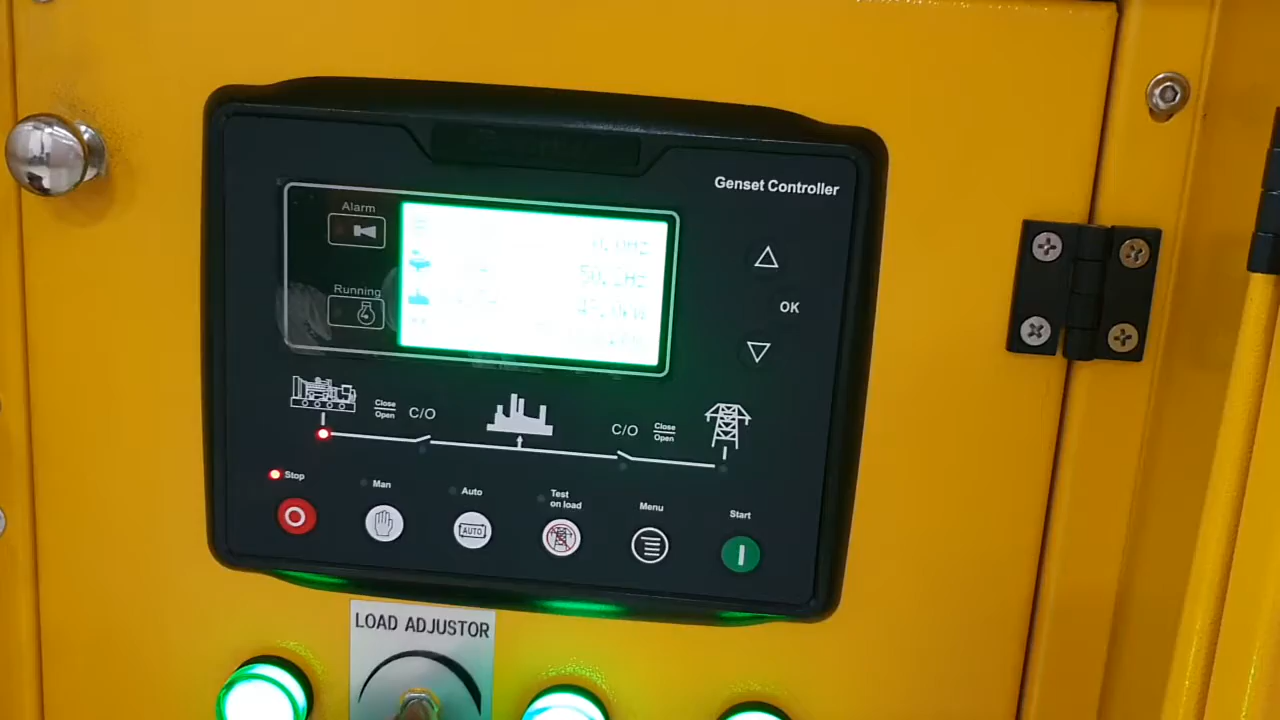 Genset Controller
Alarm
Running
OK
Close
Open
C/O
C/O
Close
Open
Stop
Man
Auto
Test
on load
Menu
Start
AUTO
LOAD ADJUSTOR